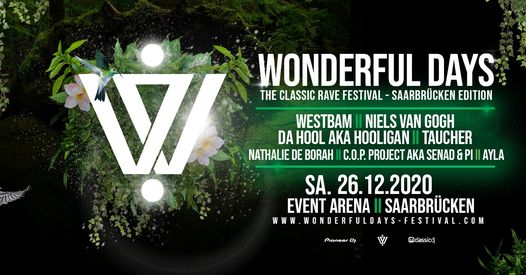 WONDERFUL DAYS
THE CLASSIC RAVE FESTIVAL - SAARBRÜCKEN EDITION
WESTBAM || NIELS VAN GOGH
DA HOOL AKA HOOLIGAN || TAUCHER
NATHALIE DE BORAH || C.O.P. PROJECT AKA SENAD & PI || AYLA
SA. 26.12.2020
EVENT ARENA || SAARBRÜCKEN
WWW.WONDERFULDAYS-FESTIVAL.COM
Pioneer Dj classicdj